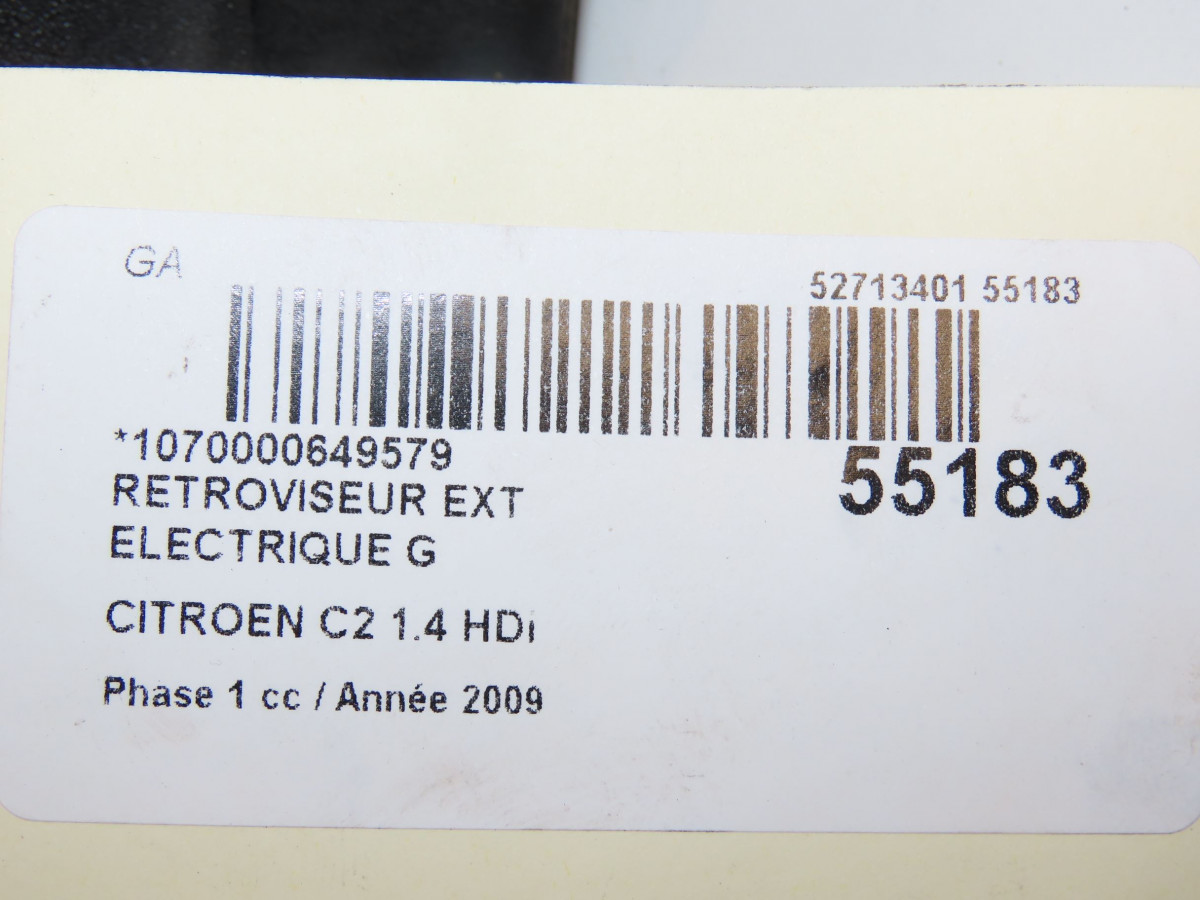 GA
52713401 55183
*1070000649579
55183
RETROVISEUR EXT
ELECTRIQUE G
CITROEN C2 1.4 HDi
Phase 1 cc / Année 2009